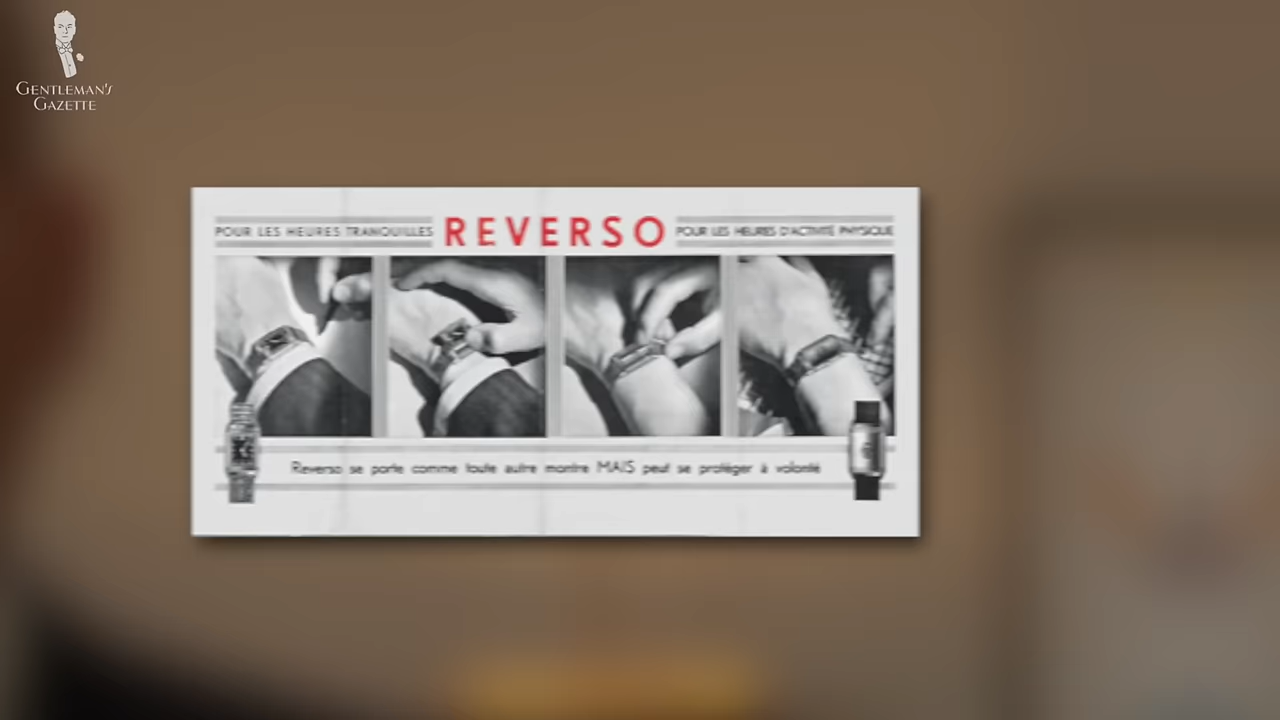 GENTLEMAN'S
GAZETTE
POUR LES HEURES TRANQUILLES REVERSO POUR LES HEURES D'ACTIVITÉ PHYSIQUE
Reverso se porte comme toute autre montre MAIS peut se protéger à volonté